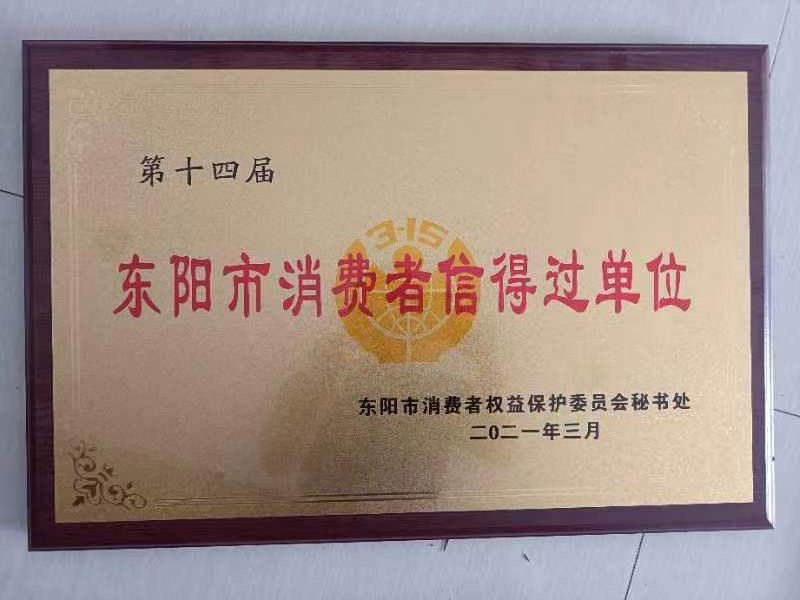 第十四届
3·15
东阳市消费者信得过单位
东阳市消费者权益保护委员会秘书处
二〇二一年三月